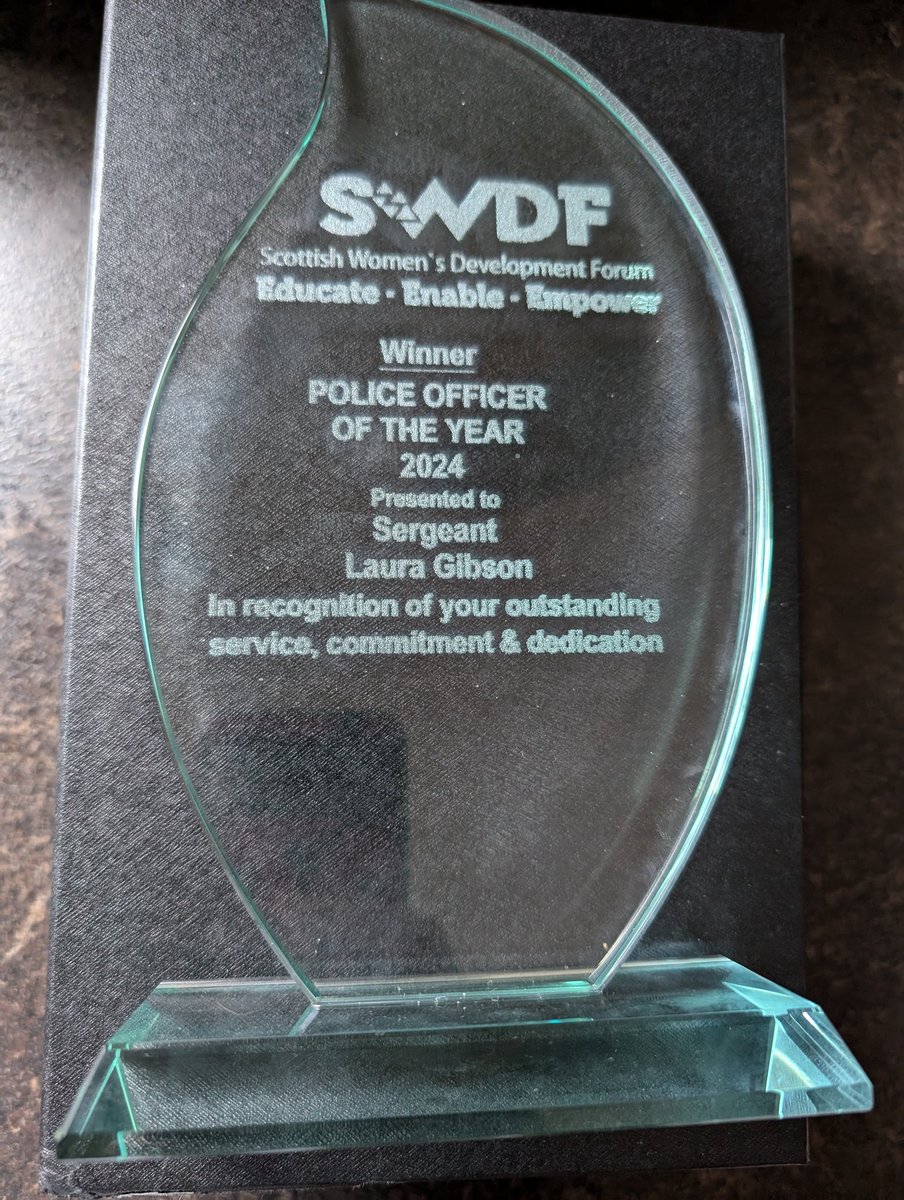 SWDF
Scottish Women`s Development Forum
Educate · Enable · Empower
Winner
POLICE OFFICER
OF THE YEAR
2024
Presented to
Sergeant
Laura Gibson
In recognition of your outstanding
service, commitment & dedication